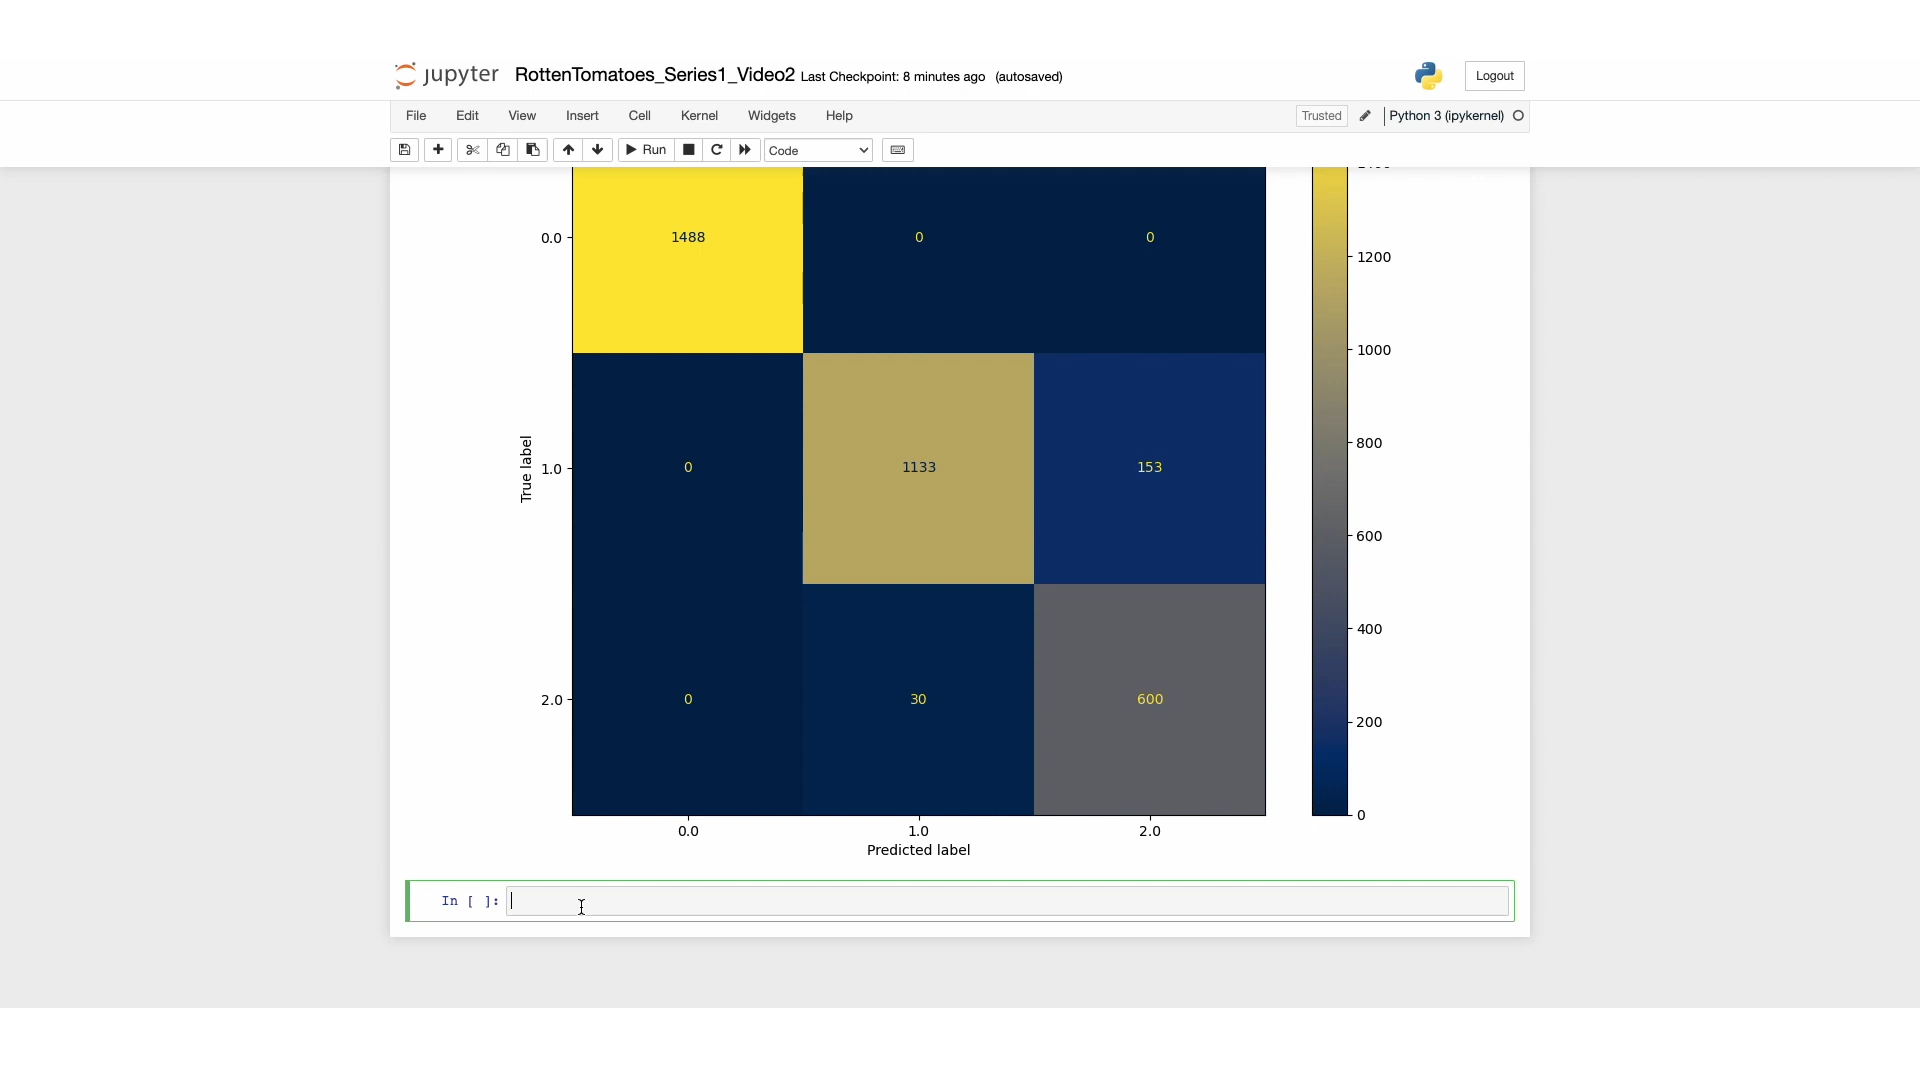 jupyter RottenTomatoes_Series1_Video2 Last Checkpoint: 8 minutes ago (autosaved) Logout
File Edit View Insert Cell Kernel Widgets Help Trusted Python 3 (ipykernel)
Run Code
0.0 1488 0 0
1200
1000
800
True label
1.0 0 1133 153
600
400
2.0 0 30 600
200
0
0.0 1.0 2.0
Predicted label
In [ ]: